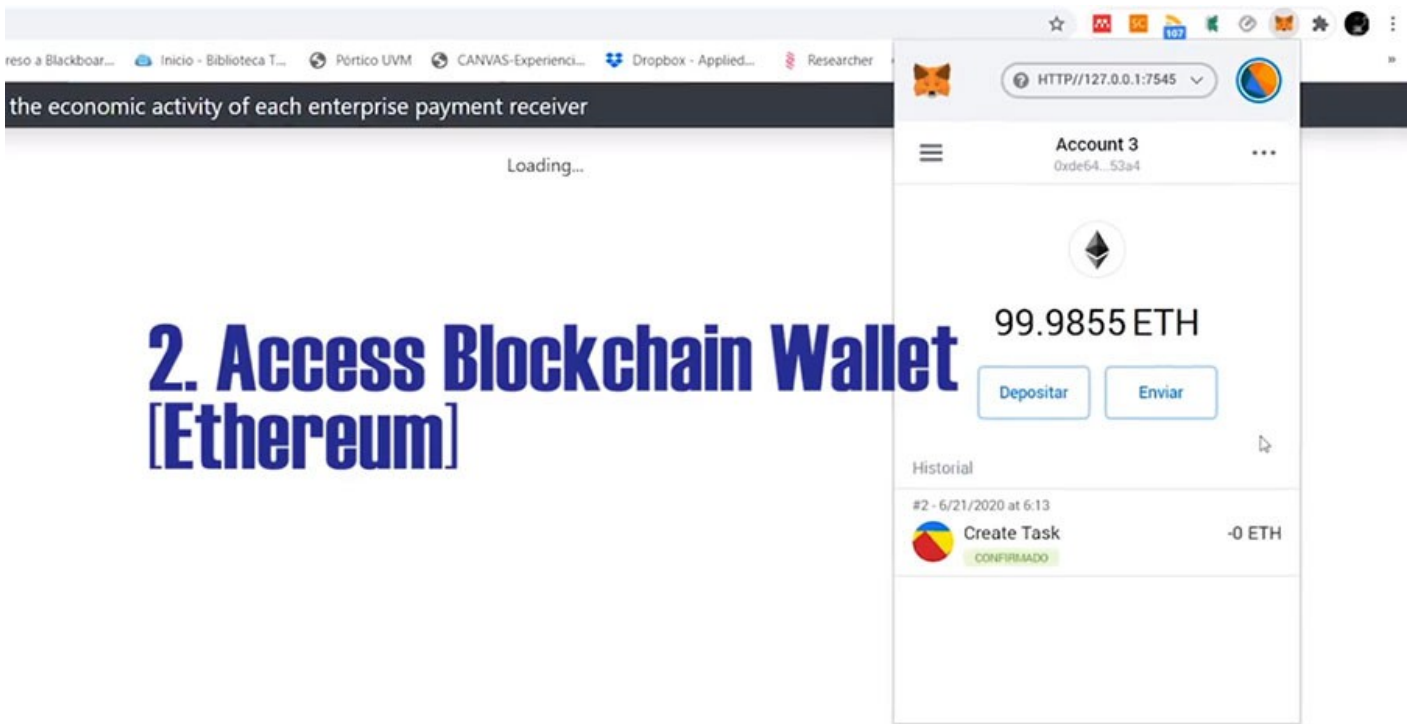 107
reso a Blackboar... Inicio - Biblioteca T... Pórtico UVM CANVAS-Experienci... Dropbox - Applied... Researcher »
HTTP//127.0.0.1:7545
the economic activity of each enterprise payment receiver
Account 3
0xde64...53a4
Loading...
99.9855 ETH
2. Access Blockchain Wallet
[Ethereum]
Depositar Enviar
Historial
#2 - 6/21/2020 at 6:13
Create Task -0 ETH
CONFIRMADO